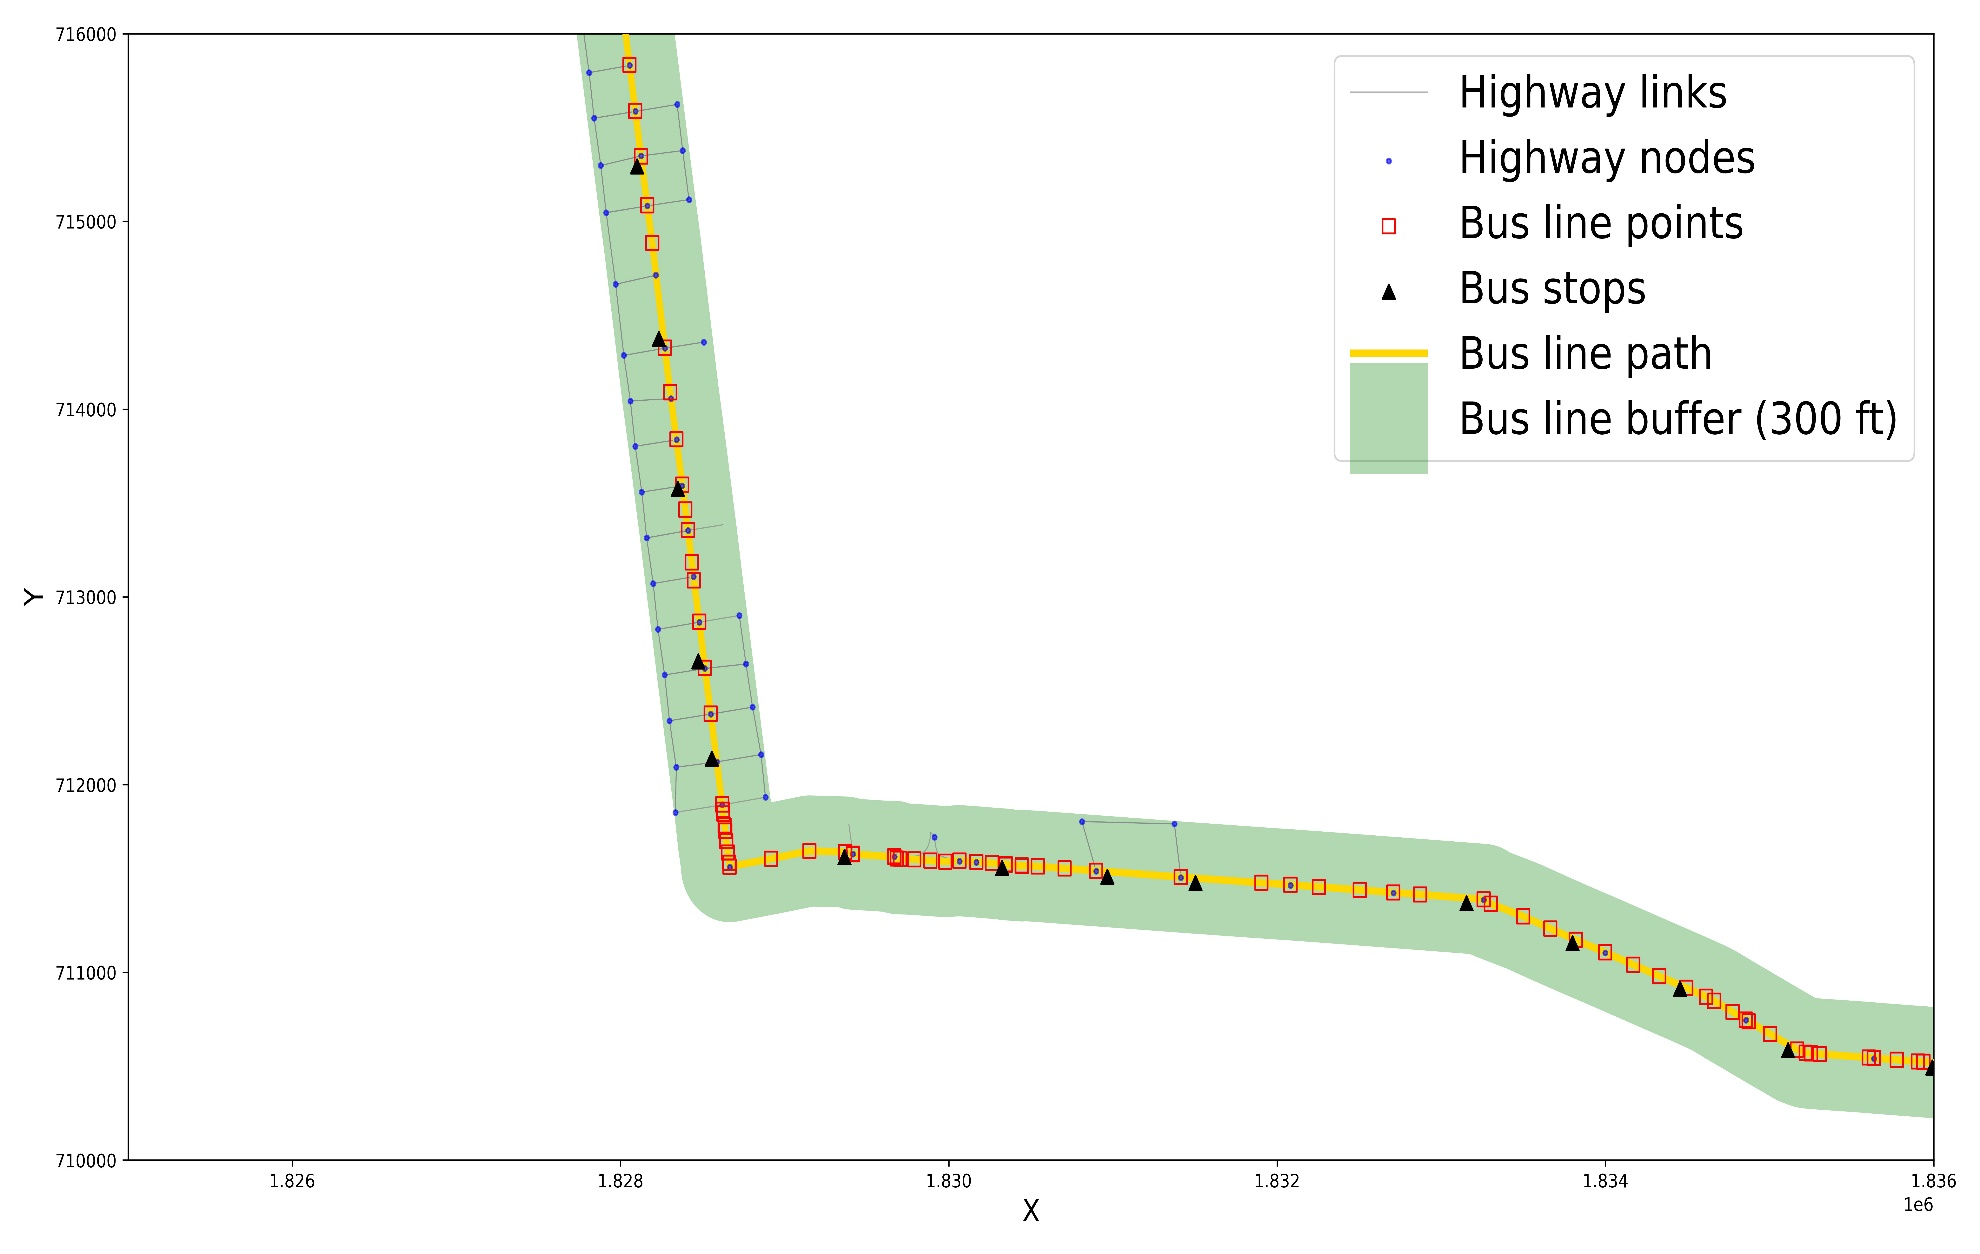 716000
715000
714000
713000
712000
711000
710000
Y
Highway links
Highway nodes
Bus line points
Bus stops
Bus line path
Bus line buffer (300 ft)
1.826 1.828 1.830 1.832 1.834 1.836
1e6
X